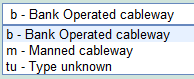 b - Bank Operated cableway
b - Bank Operated cableway
m - Manned cableway
tu - Type unknown